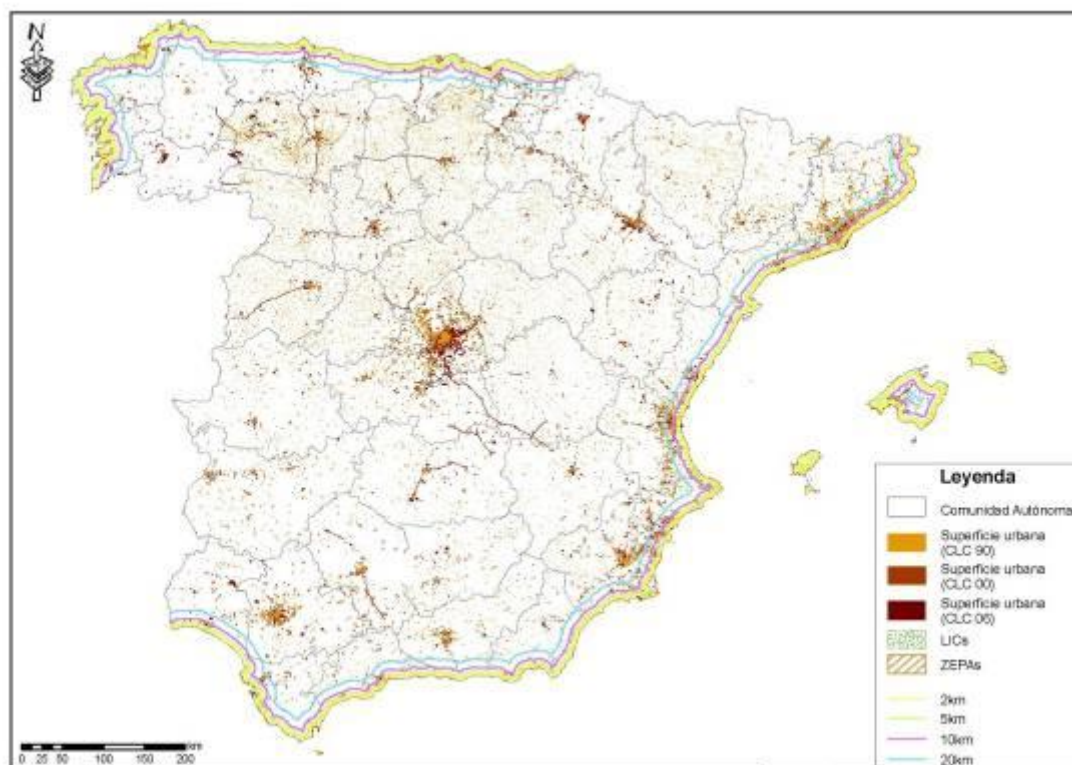 N
Leyenda
Comunidad Autónoma
Superficie urbana
(CLC 90)
Superficie urbana
(CLC 00)
Superficie urbana
(CLC 06)
LICs
ZEPAs
2km
5km
10km
20km
km
0 25 50 100 150 200